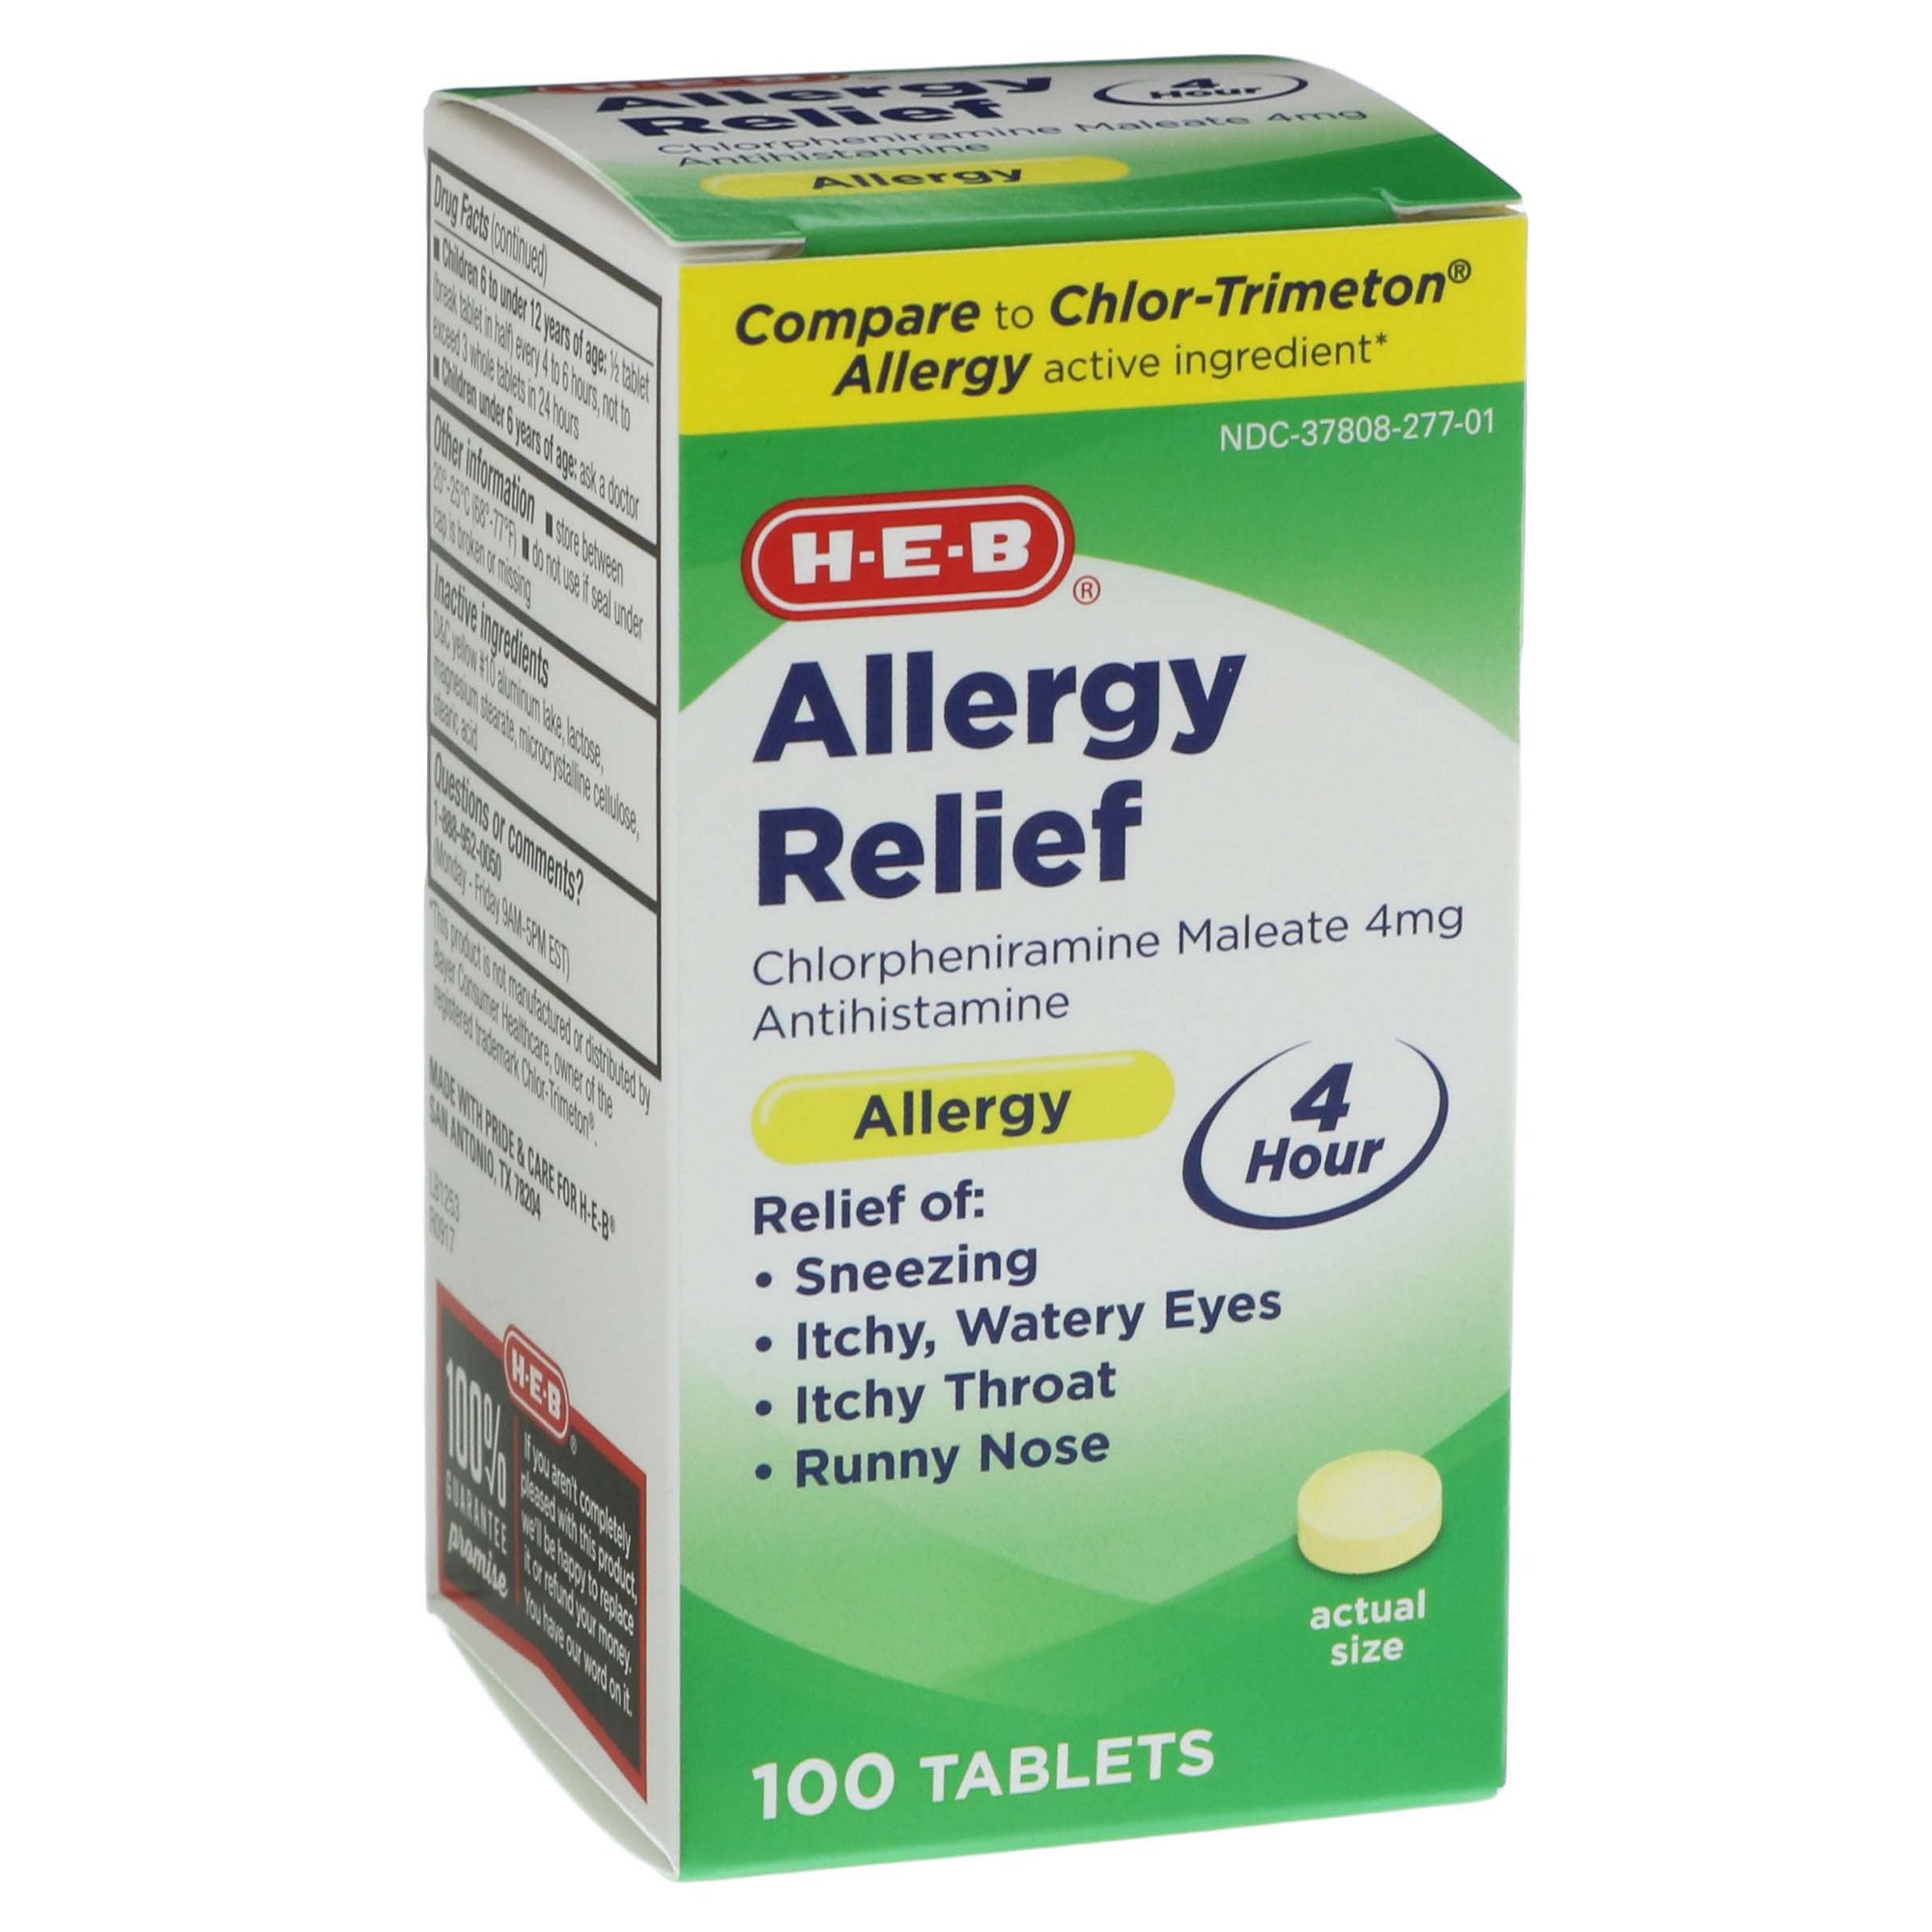 H-E-B
Allergy
Relief
4
Hour
Chlorpheniramine Maleate 4mg
Antihistamine
Allergy
Compare to Chlor-Trimeton®
Allergy active ingredient*
NDC-37808-277-01
H-E-B®
Allergy
Relief
Chlorpheniramine Maleate 4mg
Antihistamine
Allergy
4
Hour
Relief of:
• Sneezing
• Itchy, Watery Eyes
• Itchy Throat
• Runny Nose
actual
size
100 TABLETS
Drug Facts (continued)
■ Children 6 to under 12 years of age: ½ tablet
(break tablet in half) every 4 to 6 hours, not to
exceed 3 whole tablets in 24 hours
■ Children under 6 years of age: ask a doctor
Other information ■ store between
20°-25°C (68°-77°F) ■ do not use if seal under
cap is broken or missing
Inactive ingredients
D&C yellow #10 aluminum lake, lactose,
magnesium stearate, microcrystalline cellulose,
stearic acid
Questions or comments?
1-888-952-0050
(Monday - Friday 9AM-5PM EST)
*This product is not manufactured or distributed by
Bayer Consumer Healthcare, owner of the
registered trademark Chlor-Trimeton®.
MADE WITH PRIDE & CARE FOR H-E-B®
SAN ANTONIO, TX 78204
LB1253
R0917
H-E-B®
100%
GUARANTEE
promise
If you aren't completely
pleased with this product,
we'll be happy to replace
it or refund your money.
You have our word on it.